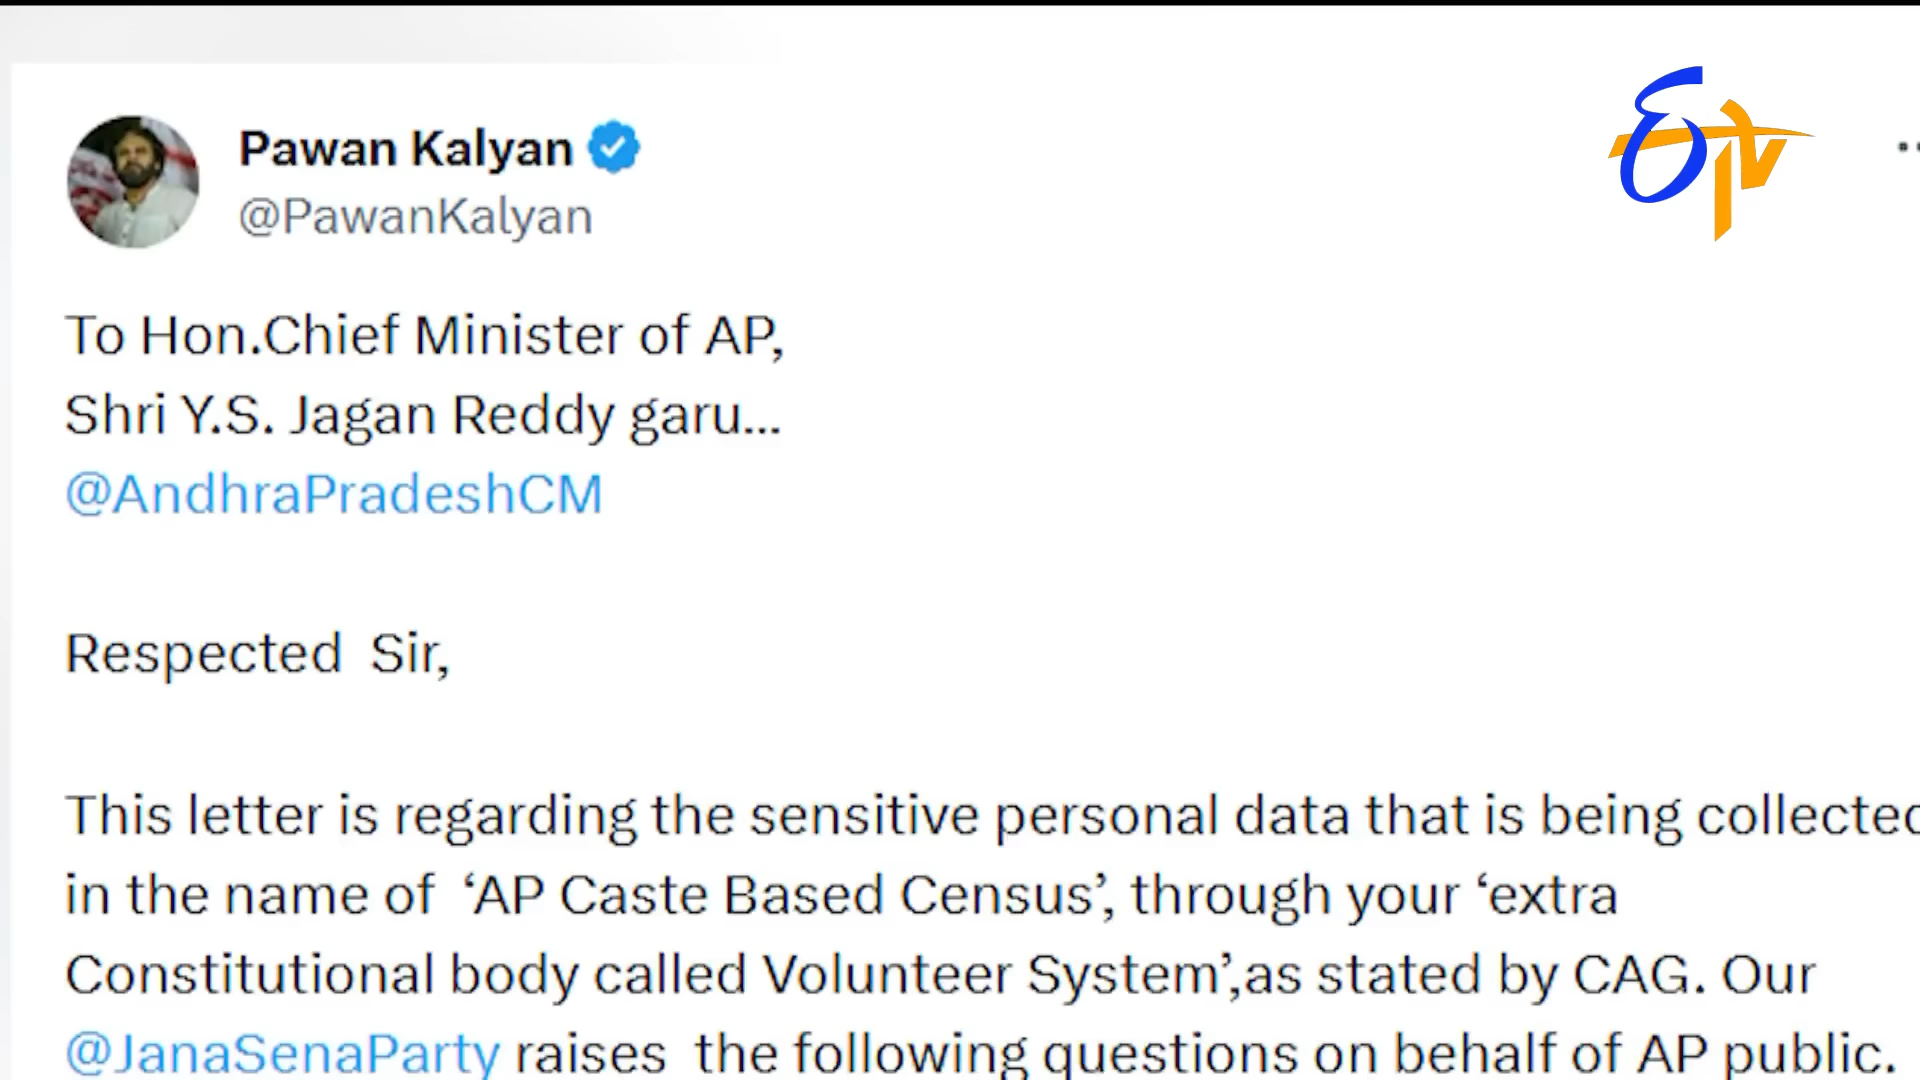 Pawan Kalyan
@PawanKalyan
ETV
To Hon.Chief Minister of AP,
Shri Y.S. Jagan Reddy garu...
@AndhraPradeshCM
Respected  Sir,
This letter is regarding the sensitive personal data that is being collected
in the name of  ‘AP Caste Based Census’, through your ‘extra
Constitutional body called Volunteer System’,as stated by CAG. Our
@JanaSenaParty raises  the following questions on behalf of AP public.